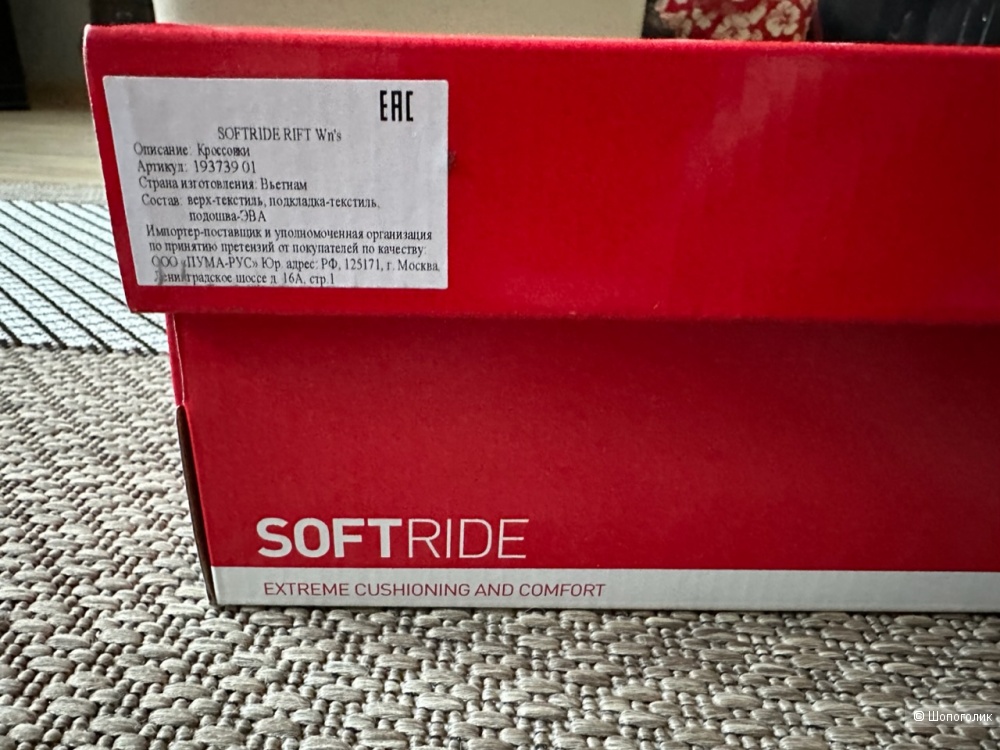 EAC
SOFTRIDE RIFT Wn's
Описание: Кроссовки
Артикул: 193739 01
Страна изготовления: Вьетнам
Состав: верх-текстиль, подкладка-текстиль,
подошва-ЭВА
Импортер-поставщик и уполномоченная организация
по принятию претензий от покупателей по качеству:
ООО «ПУМА-РУС» Юр. адрес: РФ, 125171, г. Москва,
Ленинградское шоссе д. 16А, стр.1
SOFTRIDE
EXTREME CUSHIONING AND COMFORT
© Шопоголик